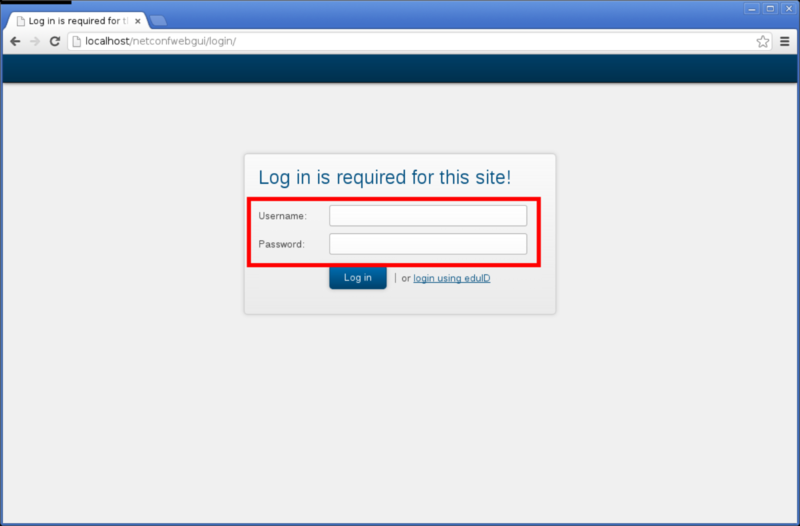 Log in is required for th
localhost/netconfwebgui/login/
Log in is required for this site!
Username:
Password:
Log in | or login using eduID